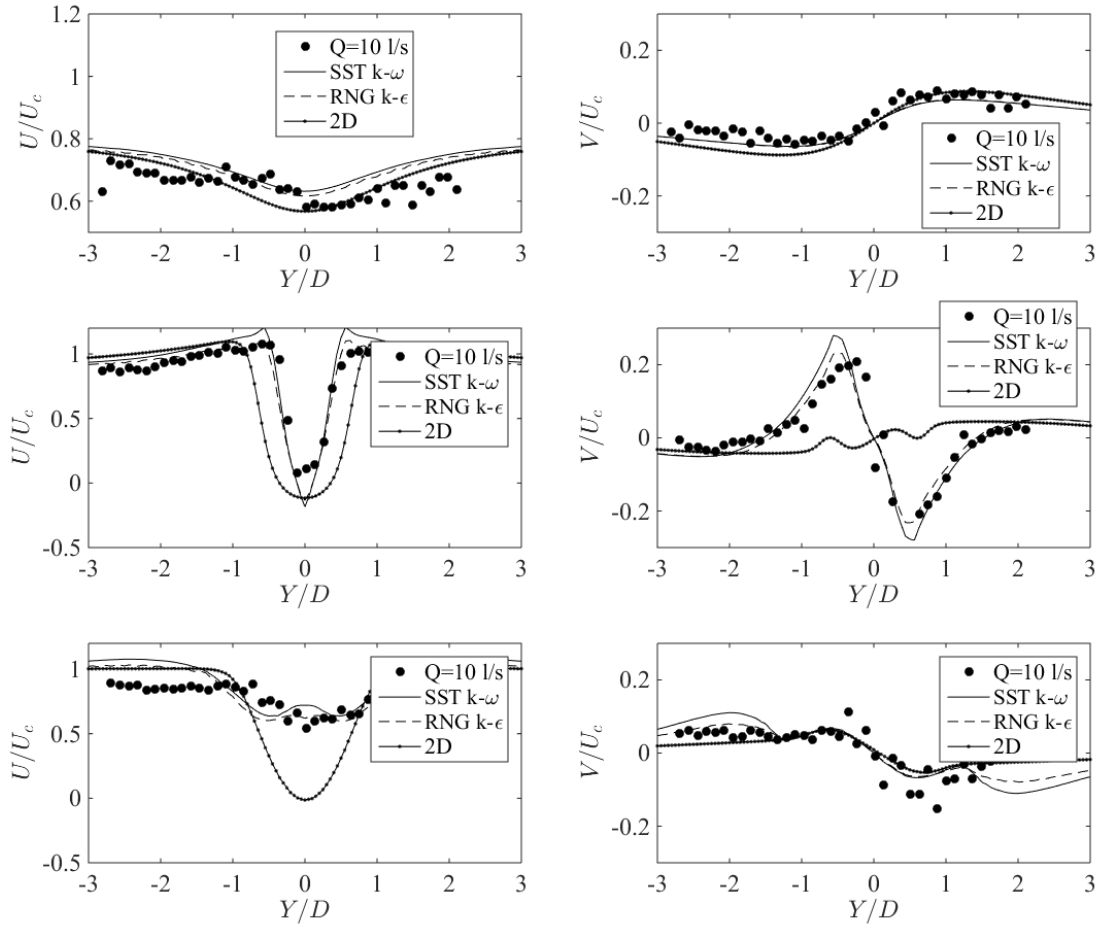 1.2
1
0.8
0.6
U/U_c
-3 -2 -1 0 1 2 3
Y/D
Q=10 l/s
SST k-ω
RNG k-ϵ
2D
0.2
0
-0.2
V/U_c
-3 -2 -1 0 1 2 3
Y/D
Q=10 l/s
SST k-ω
RNG k-ϵ
2D
1
0.5
0
-0.5
U/U_c
-3 -2 -1 0 1 2 3
Y/D
Q=10 l/s
SST k-ω
RNG k-ϵ
2D
0.2
0
-0.2
V/U_c
-3 -2 -1 0 1 2 3
Y/D
Q=10 l/s
SST k-ω
RNG k-ϵ
2D
1
0.5
0
-0.5
U/U_c
-3 -2 -1 0 1 2 3
Y/D
Q=10 l/s
SST k-ω
RNG k-ϵ
2D
0.2
0
-0.2
V/U_c
-3 -2 -1 0 1 2 3
Y/D
Q=10 l/s
SST k-ω
RNG k-ϵ
2D